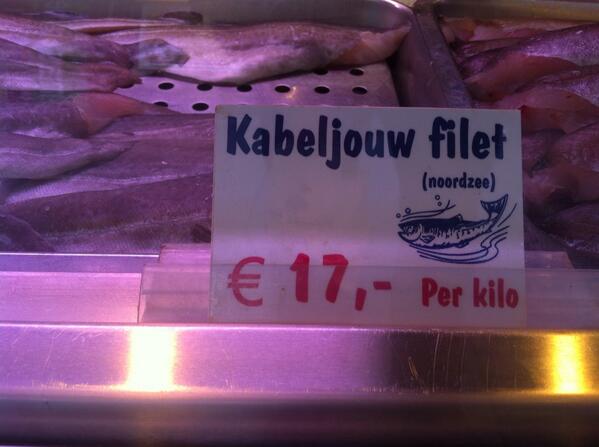 Kabeljouw filet
(noordzee)
€ 17,- Per kilo